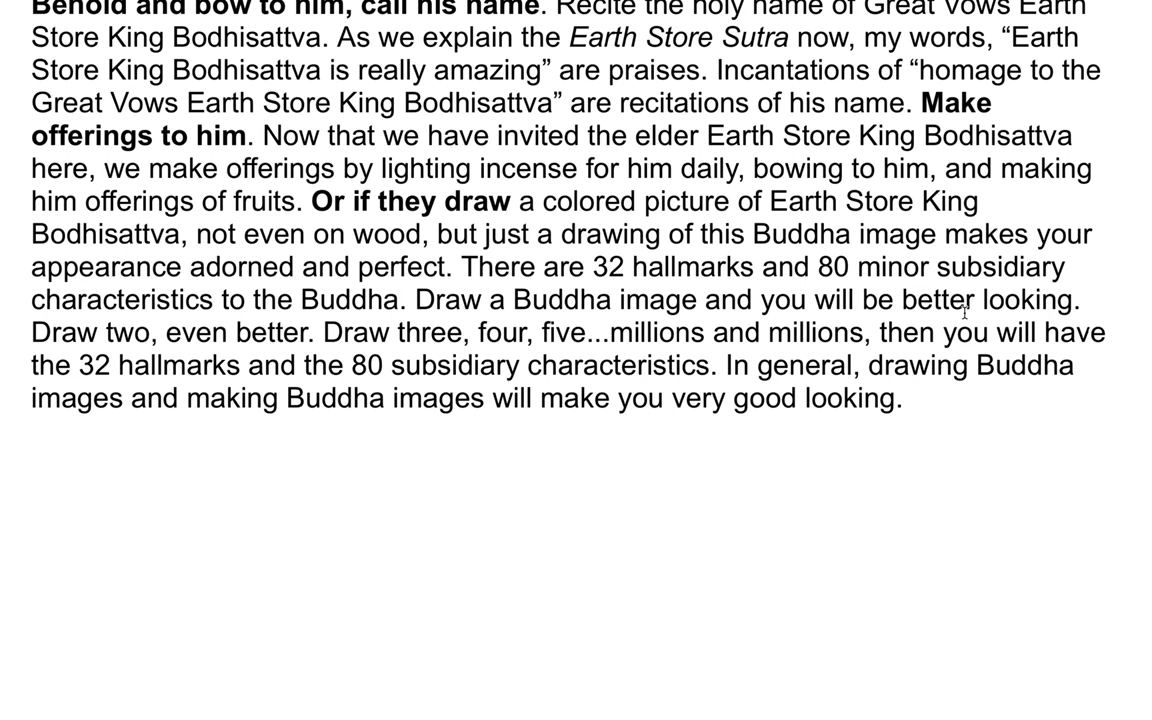 Behold and bow to him, call his name. Recite the holy name of Great Vows Earth
Store King Bodhisattva. As we explain the Earth Store Sutra now, my words, “Earth
Store King Bodhisattva is really amazing” are praises. Incantations of “homage to the
Great Vows Earth Store King Bodhisattva” are recitations of his name. Make
offerings to him. Now that we have invited the elder Earth Store King Bodhisattva
here, we make offerings by lighting incense for him daily, bowing to him, and making
him offerings of fruits. Or if they draw a colored picture of Earth Store King
Bodhisattva, not even on wood, but just a drawing of this Buddha image makes your
appearance adorned and perfect. There are 32 hallmarks and 80 minor subsidiary
characteristics to the Buddha. Draw a Buddha image and you will be better looking.
Draw two, even better. Draw three, four, five...millions and millions, then you will have
the 32 hallmarks and the 80 subsidiary characteristics. In general, drawing Buddha
images and making Buddha images will make you very good looking.